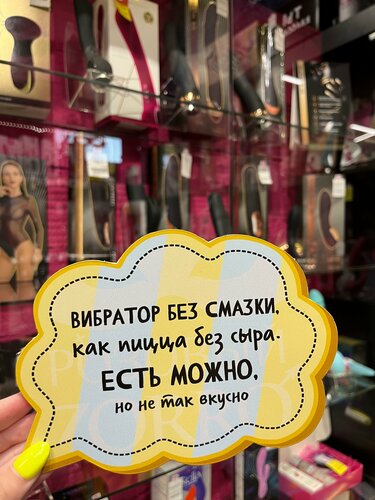 ВИБРАТОР БЕЗ СМАЗКИ,
как пицца без сыра.
ЕСТЬ МОЖНО,
но не так вкусно